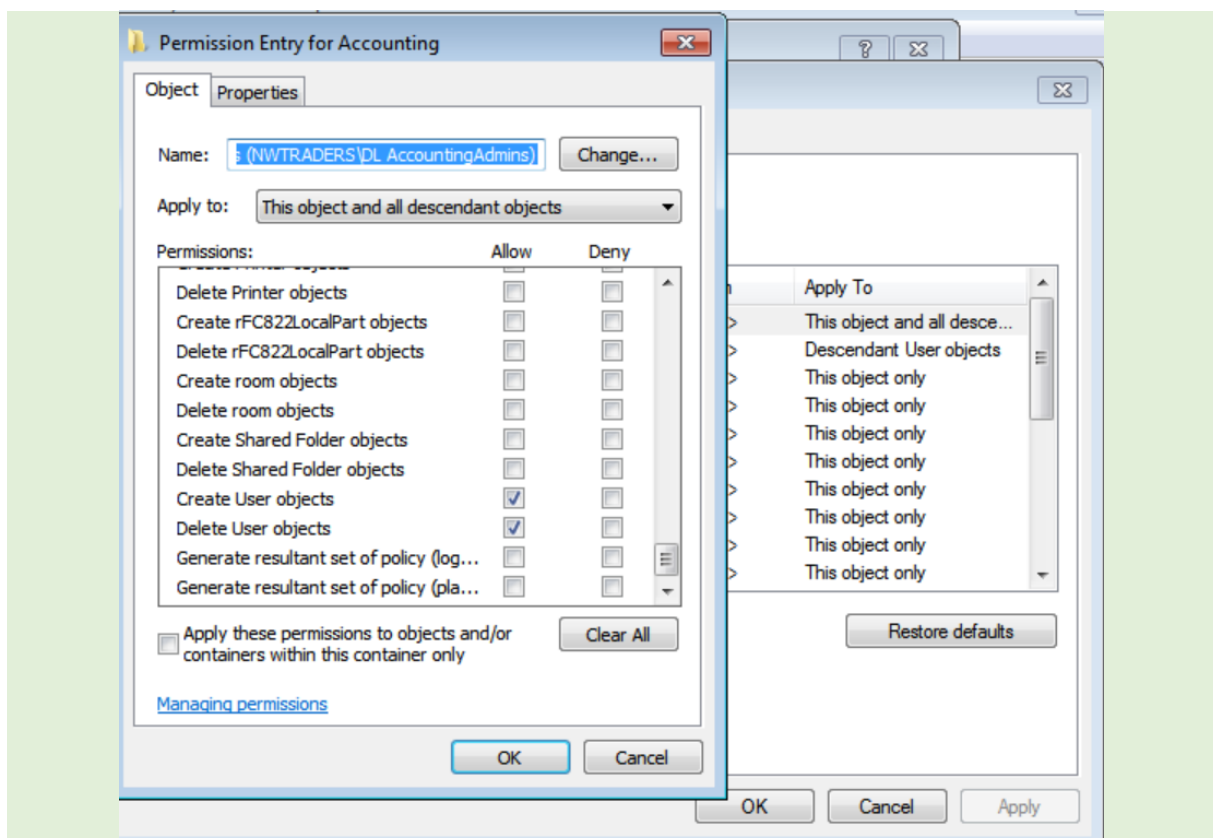 Permission Entry for Accounting
Object Properties
Name: s (NWTRADERS\DL AccountingAdmins) Change...
Apply to: This object and all descendant objects
Permissions: Allow Deny
Delete Printer objects
Create rFC822LocalPart objects
Delete rFC822LocalPart objects
Create room objects
Delete room objects
Create Shared Folder objects
Delete Shared Folder objects
Create User objects
Delete User objects
Generate resultant set of policy (log...
Generate resultant set of policy (pla...
Apply these permissions to objects and/or
containers within this container only
Clear All
Managing permissions
OK Cancel
Apply To
> This object and all desce...
> Descendant User objects
> This object only
> This object only
> This object only
> This object only
> This object only
> This object only
> This object only
> This object only
Restore defaults
OK Cancel Apply